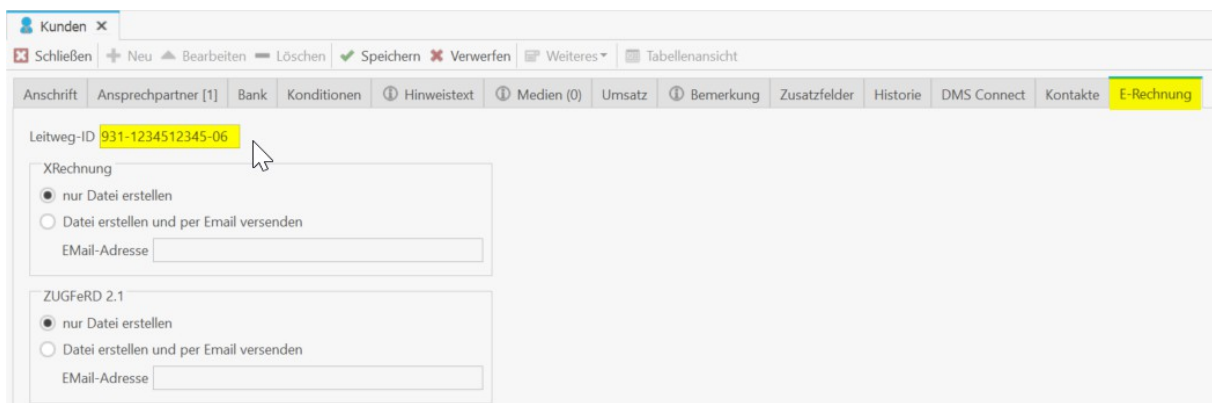 Kunden
Schließen Neu Bearbeiten Löschen Speichern Verwerfen Weiteres Tabellenansicht
Anschrift Ansprechpartner [1] Bank Konditionen Hinweistext Medien (0) Umsatz Bemerkung Zusatzfelder Historie DMS Connect Kontakte E-Rechnung
Leitweg-ID 931-1234512345-06
XRechnung
nur Datei erstellen
Datei erstellen und per Email versenden
EMail-Adresse
ZUGFeRD 2.1
nur Datei erstellen
Datei erstellen und per Email versenden
EMail-Adresse